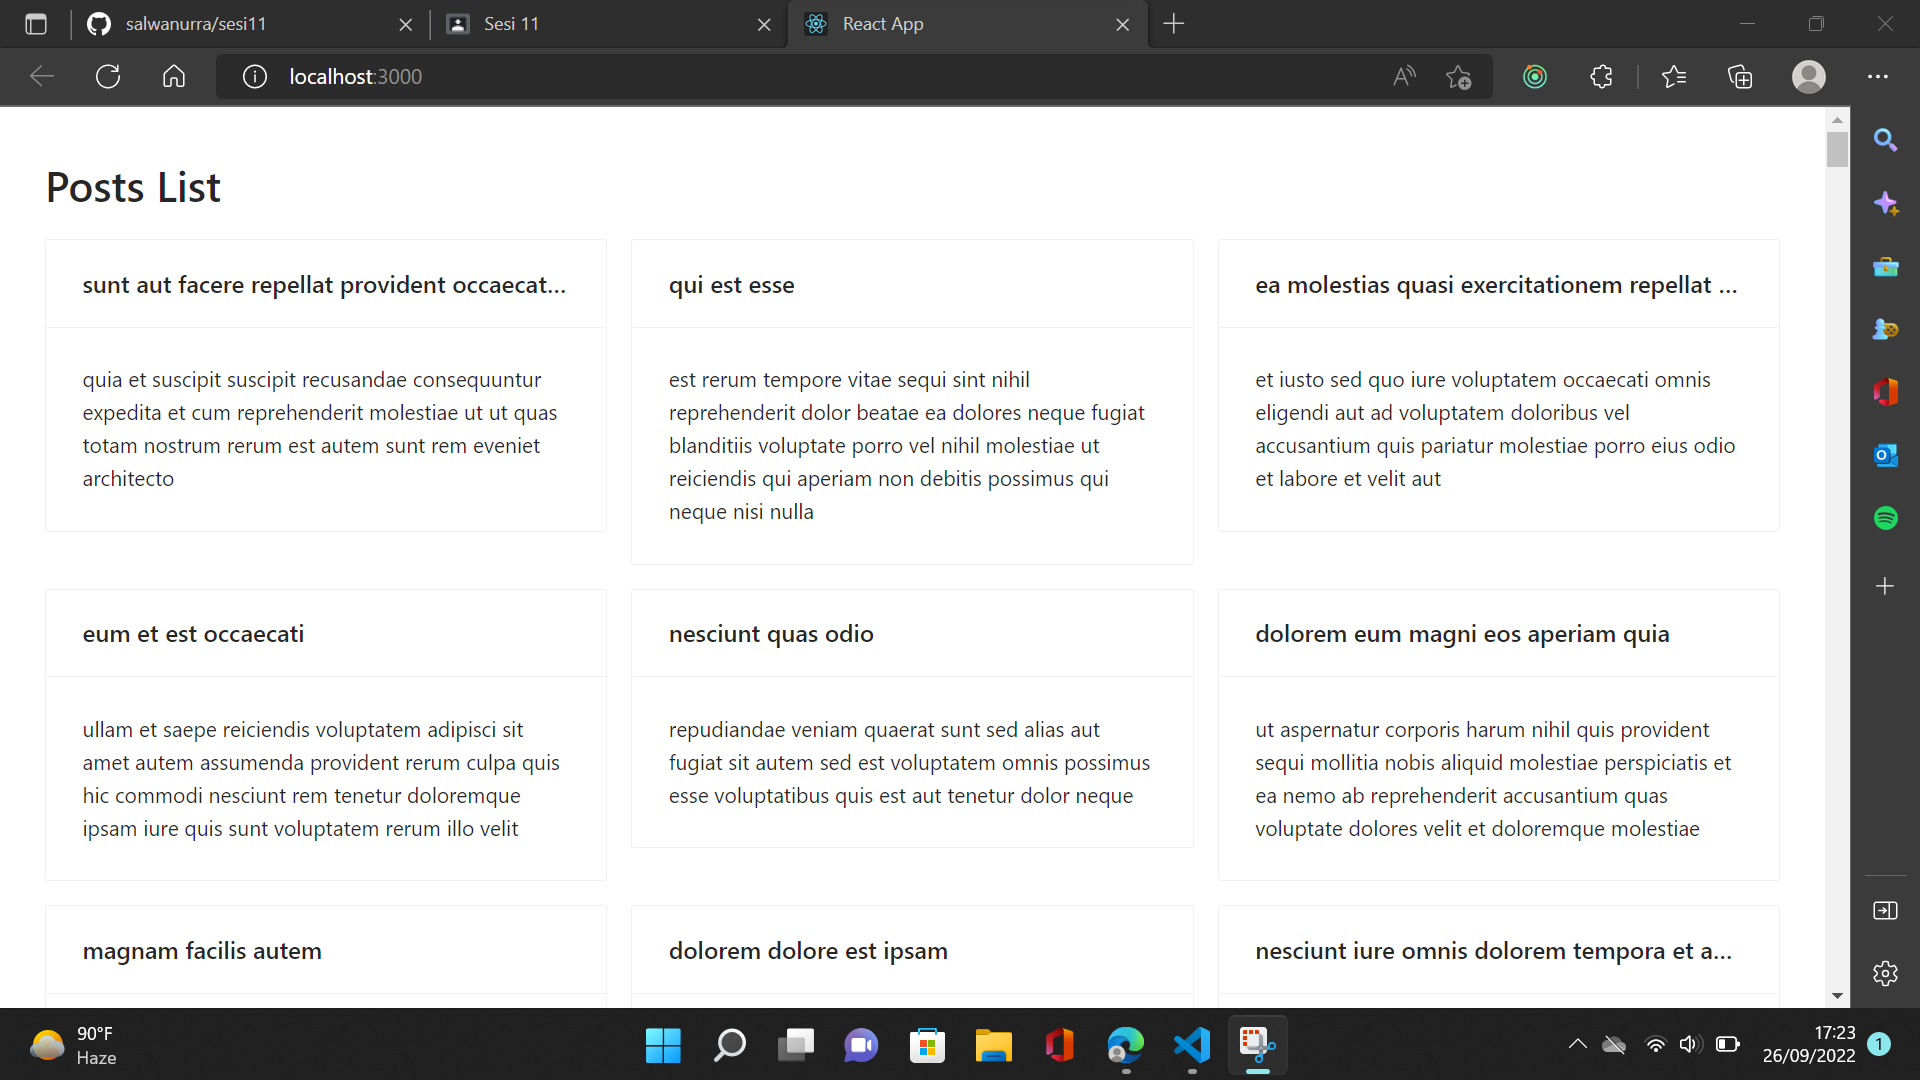 salwanurra/sesi11
Sesi 11
React App
localhost:3000
Posts List
sunt aut facere repellat provident occaecat...
quia et suscipit suscipit recusandae consequuntur
expedita et cum reprehenderit molestiae ut ut quas
totam nostrum rerum est autem sunt rem eveniet
architecto
qui est esse
est rerum tempore vitae sequi sint nihil
reprehenderit dolor beatae ea dolores neque fugiat
blanditiis voluptate porro vel nihil molestiae ut
reiciendis qui aperiam non debitis possimus qui
neque nisi nulla
ea molestias quasi exercitationem repellat ...
et iusto sed quo iure voluptatem occaecati omnis
eligendi aut ad voluptatem doloribus vel
accusantium quis pariatur molestiae porro eius odio
et labore et velit aut
eum et est occaecati
ullam et saepe reiciendis voluptatem adipisci sit
amet autem assumenda provident rerum culpa quis
hic commodi nesciunt rem tenetur doloremque
ipsam iure quis sunt voluptatem rerum illo velit
nesciunt quas odio
repudiandae veniam quaerat sunt sed alias aut
fugiat sit autem sed est voluptatem omnis possimus
esse voluptatibus quis est aut tenetur dolor neque
dolorem eum magni eos aperiam quia
ut aspernatur corporis harum nihil quis provident
sequi mollitia nobis aliquid molestiae perspiciatis et
ea nemo ab reprehenderit accusantium quas
voluptate dolores velit et doloremque molestiae
magnam facilis autem
dolorem dolore est ipsam
nesciunt iure omnis dolorem tempora et a...
90°F
Haze
17:23
26/09/2022
1